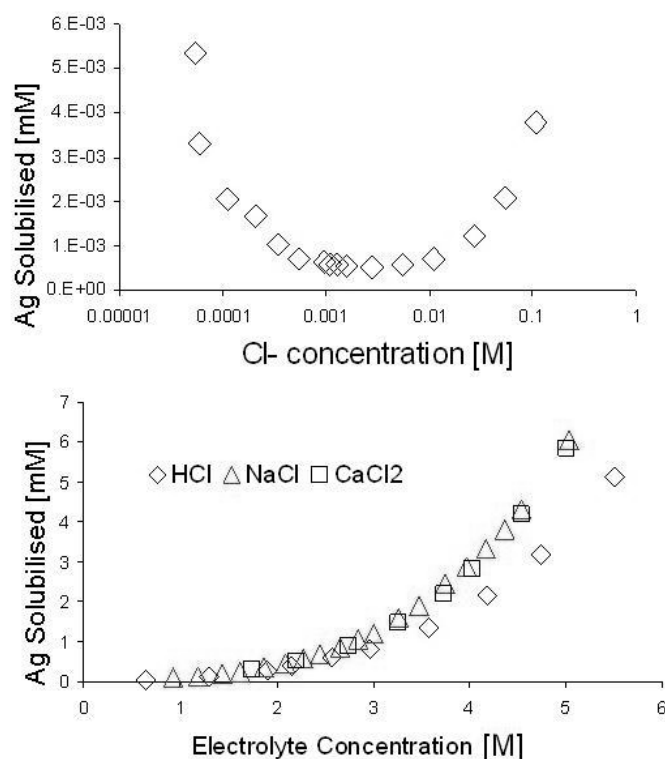 6.E-03
5.E-03
4.E-03
3.E-03
2.E-03
1.E-03
0.E+00
Ag Solubilised [mM]
0.00001 0.0001 0.001 0.01 0.1 1
Cl- concentration [M]
7
6
5
4
3
2
1
0
Ag Solubilised [mM]
HCl NaCl CaCl2
0 1 2 3 4 5 6
Electrolyte Concentration [M]